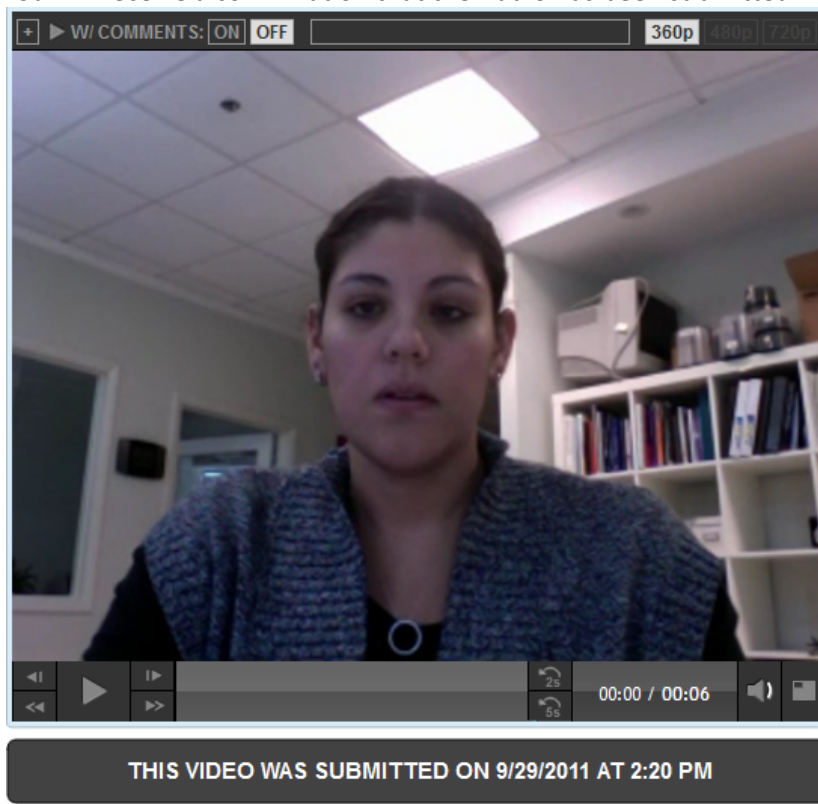 W/ COMMENTS: ON OFF 360p 480p 720p
2s
00:00 / 00:06
5s
THIS VIDEO WAS SUBMITTED ON 9/29/2011 AT 2:20 PM